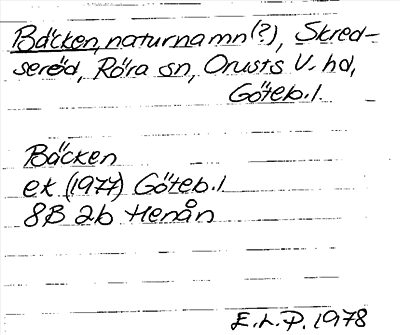 Bäcken, naturnamn(?), Skred-
seröd, Röra sn, Orusts V. hd,
Göteb. l.
Bäcken
ek (1977) Göteb. l
8B 2b Henån
E.L.P. 1978